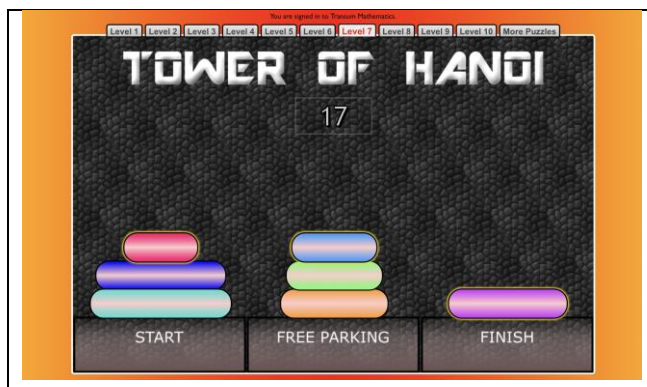 You are signed in to Transum Mathematics
Level 1 Level 2 Level 3 Level 4 Level 5 Level 6 Level 7 Level 8 Level 9 Level 10 More Puzzles
TOWER OF HANOI
17
START FREE PARKING FINISH